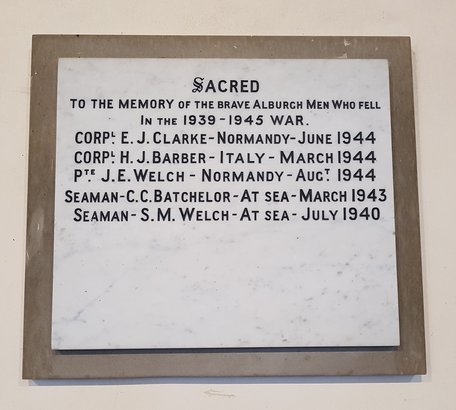 SACRED
TO THE MEMORY OF THE BRAVE ALBURGH MEN WHO FELL
IN THE 1939-1945 WAR.
CORPL. E. J. CLARKE-NORMANDY-JUNE 1944
CORPL. H. J. BARBER - ITALY - MARCH 1944
PTE. J. E. WELCH - NORMANDY - AUGT. 1944
SEAMAN-C.C. BATCHELOR-AT SEA-MARCH 1943
SEAMAN-S. M. WELCH-AT SEA-JULY 1940